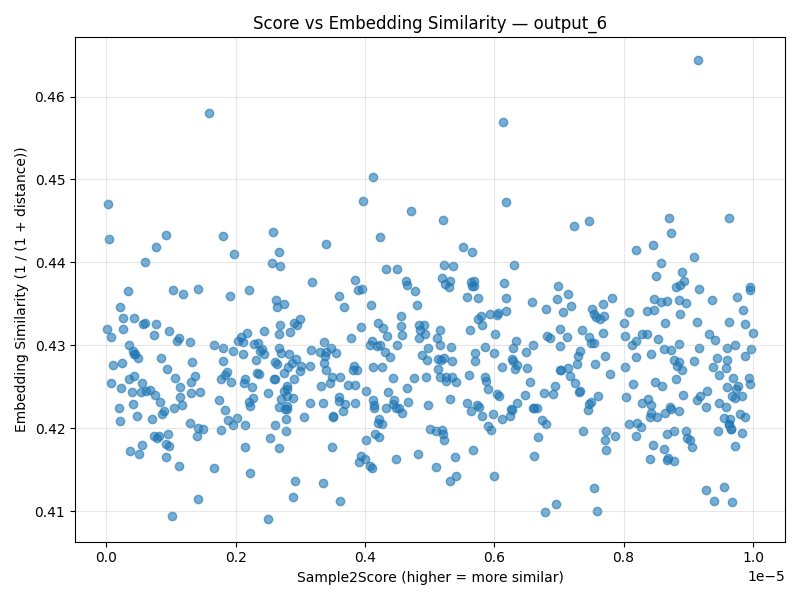 Score vs Embedding Similarity — output_6
Embedding Similarity (1 / (1 + distance))
0.46
0.45
0.44
0.43
0.42
0.41
0.0 0.2 0.4 0.6 0.8 1.0
1e−5
Sample2Score (higher = more similar)